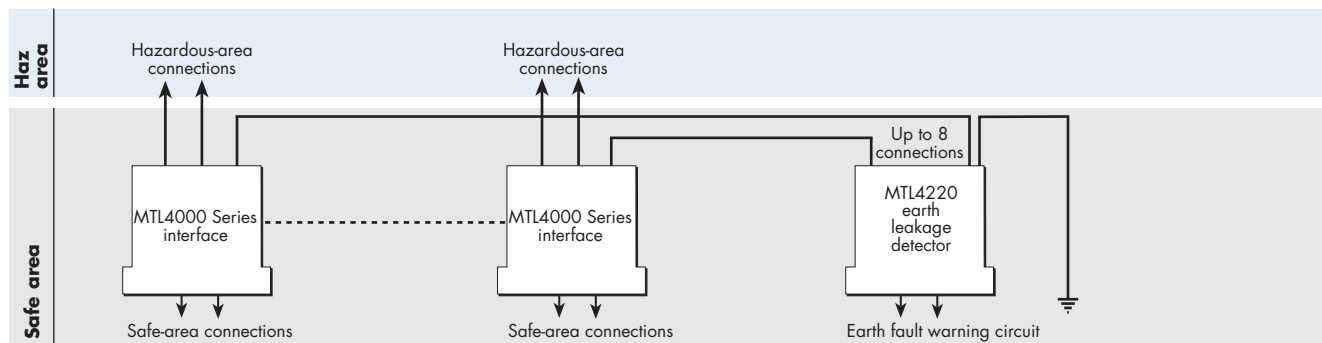 Haz
area
Hazardous-area
connections
Hazardous-area
connections
Up to 8
connections
MTL4000 Series
interface
MTL4000 Series
interface
MTL4220
earth
leakage
detector
Safe area
Safe-area connections
Safe-area connections
Earth fault warning circuit